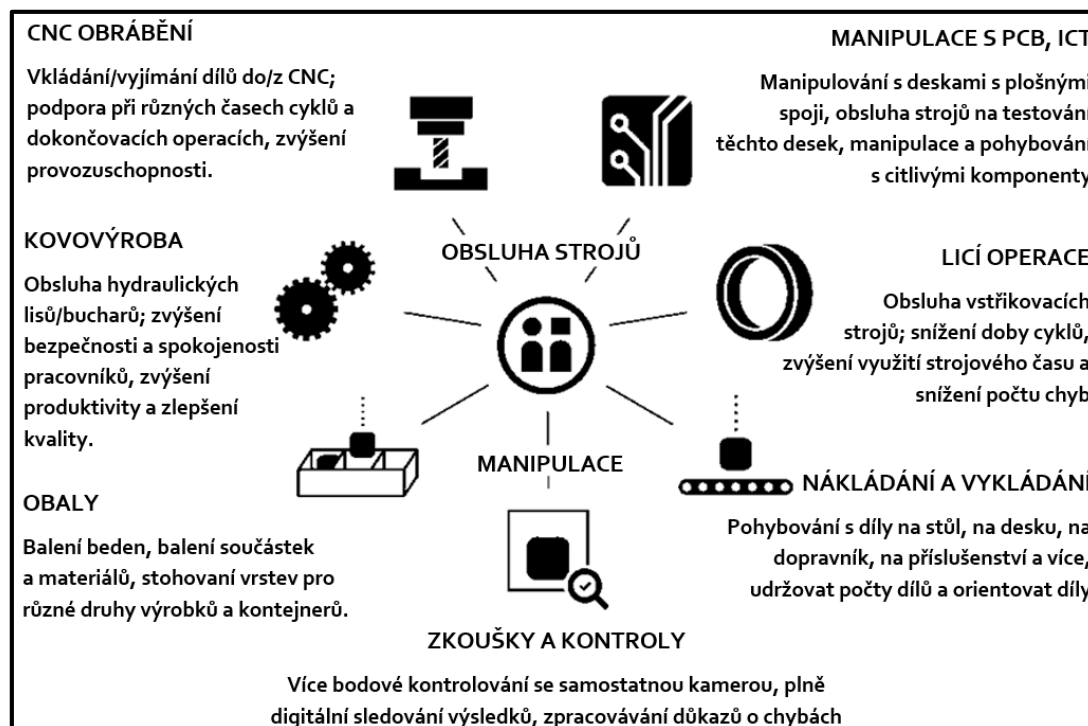 CNC OBRÁBĚNÍ
Vkládání/vyjímání dílů do/z CNC;
podpora při různých časech cyklů a
dokončovacích operacích, zvýšení
provozuschopnosti.
MANIPULACE S PCB, ICT
Manipulování s deskami s plošnými
spoji, obsluha strojů na testování
těchto desek, manipulace a pohybování
s citlivými komponenty
OBSLUHA STROJŮ
KOVOVÝROBA
Obsluha hydraulických
lisů/bucharů; zvýšení
bezpečnosti a spokojenosti
pracovníků, zvýšení
produktivity a zlepšení
kvality.
LICÍ OPERACE
Obsluha vstřikovacích
strojů; snížení doby cyklů,
zvýšení využití strojového času a
snížení počtu chyb
MANIPULACE
OBALY
Balení beden, balení součástek
a materiálů, stohovaní vrstev pro
různé druhy výrobků a kontejnerů.
NÁKLÁDÁNÍ A VYKLÁDÁNÍ
Pohybování s díly na stůl, na desku, na
dopravník, na příslušenství a více,
udržovat počty dílů a orientovat díly
ZKOUŠKY A KONTROLY
Více bodové kontrolování se samostatnou kamerou, plně
digitální sledování výsledků, zpracovávání důkazů o chybách